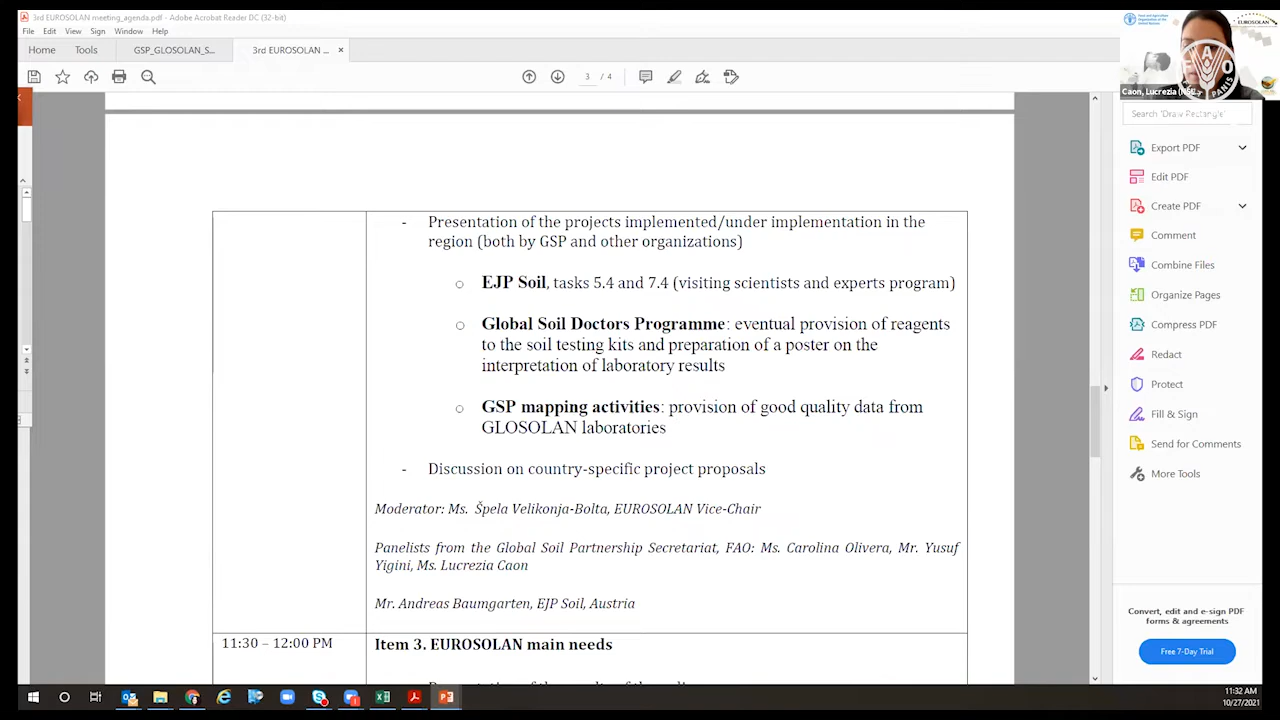 3rd EUROSOLAN meeting_agenda.pdf - Adobe Acrobat Reader DC (32-bit)
File Edit View Sign Window Help
Home Tools GSP_GLOSOLAN_S... 3rd EUROSOLAN ... ×
3 / 4
EUROSOLAN
Caon, Lucrezia
Search 'Draw Rectangle'
Export PDF
Edit PDF
Create PDF
Comment
Combine Files
Organize Pages
Compress PDF
Redact
Protect
Fill & Sign
Send for Comments
More Tools
Convert, edit and e-sign PDF
forms & agreements
Free 7-Day Trial
- Presentation of the projects implemented/under implementation in the
region (both by GSP and other organizations)
○ EJP Soil, tasks 5.4 and 7.4 (visiting scientists and experts program)
○ Global Soil Doctors Programme: eventual provision of reagents
to the soil testing kits and preparation of a poster on the
interpretation of laboratory results
○ GSP mapping activities: provision of good quality data from
GLOSOLAN laboratories
- Discussion on country-specific project proposals
Moderator: Ms. Špela Velikonja-Bolta, EUROSOLAN Vice-Chair
Panelists from the Global Soil Partnership Secretariat, FAO: Ms. Carolina Olivera, Mr. Yusuf
Yigini, Ms. Lucrezia Caon
Mr. Andreas Baumgarten, EJP Soil, Austria
11:30 – 12:00 PM Item 3. EUROSOLAN main needs
11:32 AM
10/27/2021